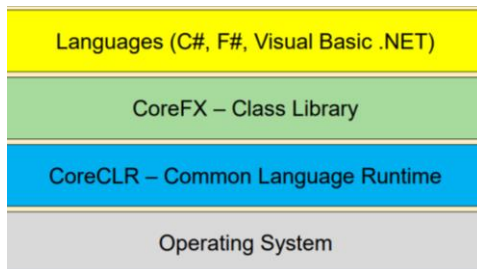 Languages (C#, F#, Visual Basic .NET)
CoreFX – Class Library
CoreCLR – Common Language Runtime
Operating System